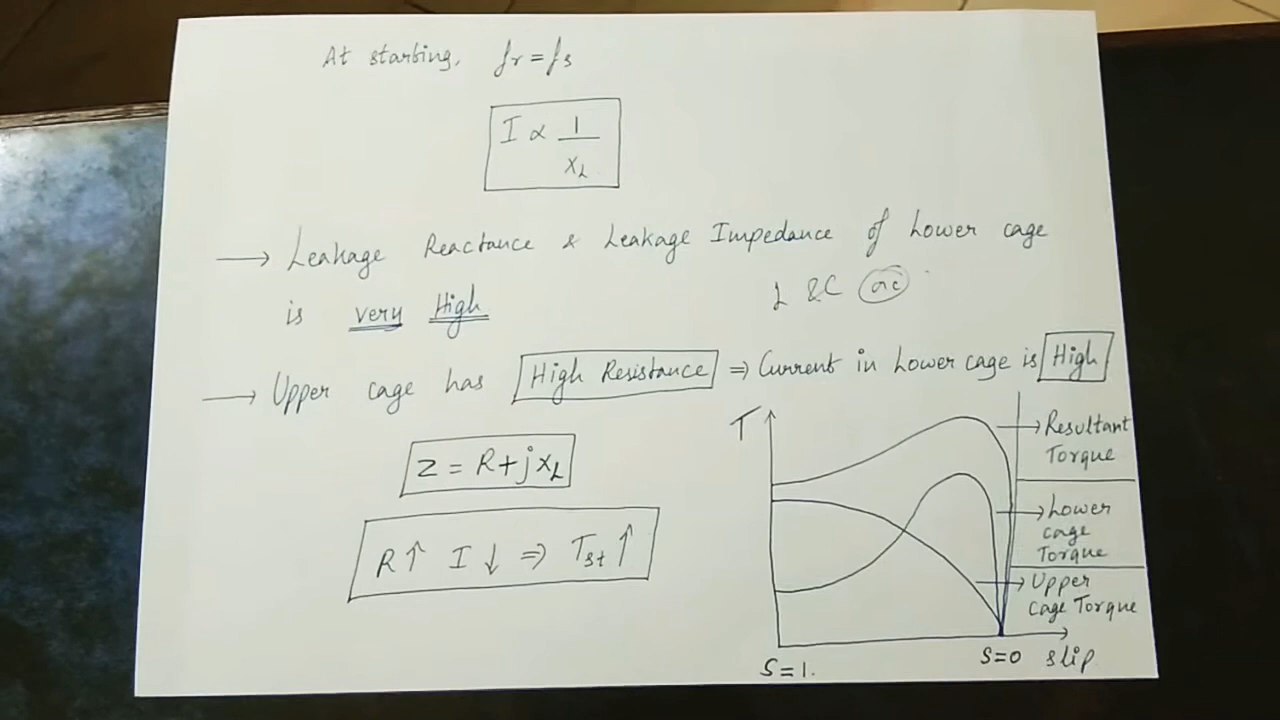 At starting, fr = fs
I ∝ 1
XL
→ Leakage Reactance & Leakage Impedance of Lower cage
is very High
→ Upper cage has High Resistance ⇒ Current in Lower cage is High
Z = R+jXL
R↑ I↓ ⇒ Tst↑
T
Resultant
Torque
Lower
cage
Torque
Upper
cage Torque
S=1.
S=0 slip